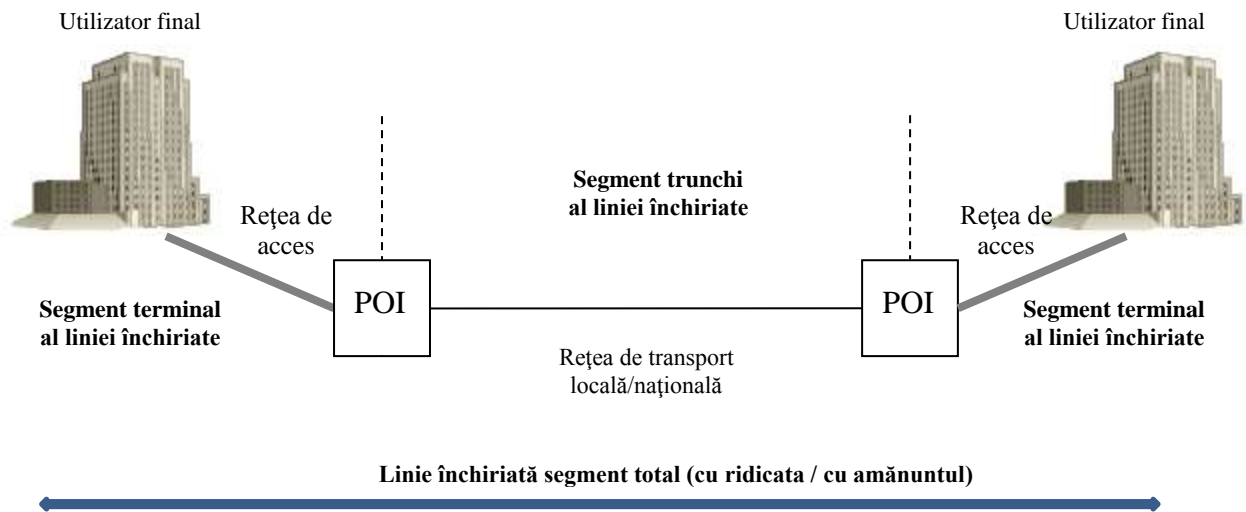 Utilizator final
Utilizator final
Segment trunchi
al liniei închiriate
Reţea de
acces
Reţea de
acces
POI
POI
Segment terminal
al liniei închiriate
Segment terminal
al liniei închiriate
Reţea de transport
locală/naţională
Linie închiriată segment total (cu ridicata / cu amănuntul)